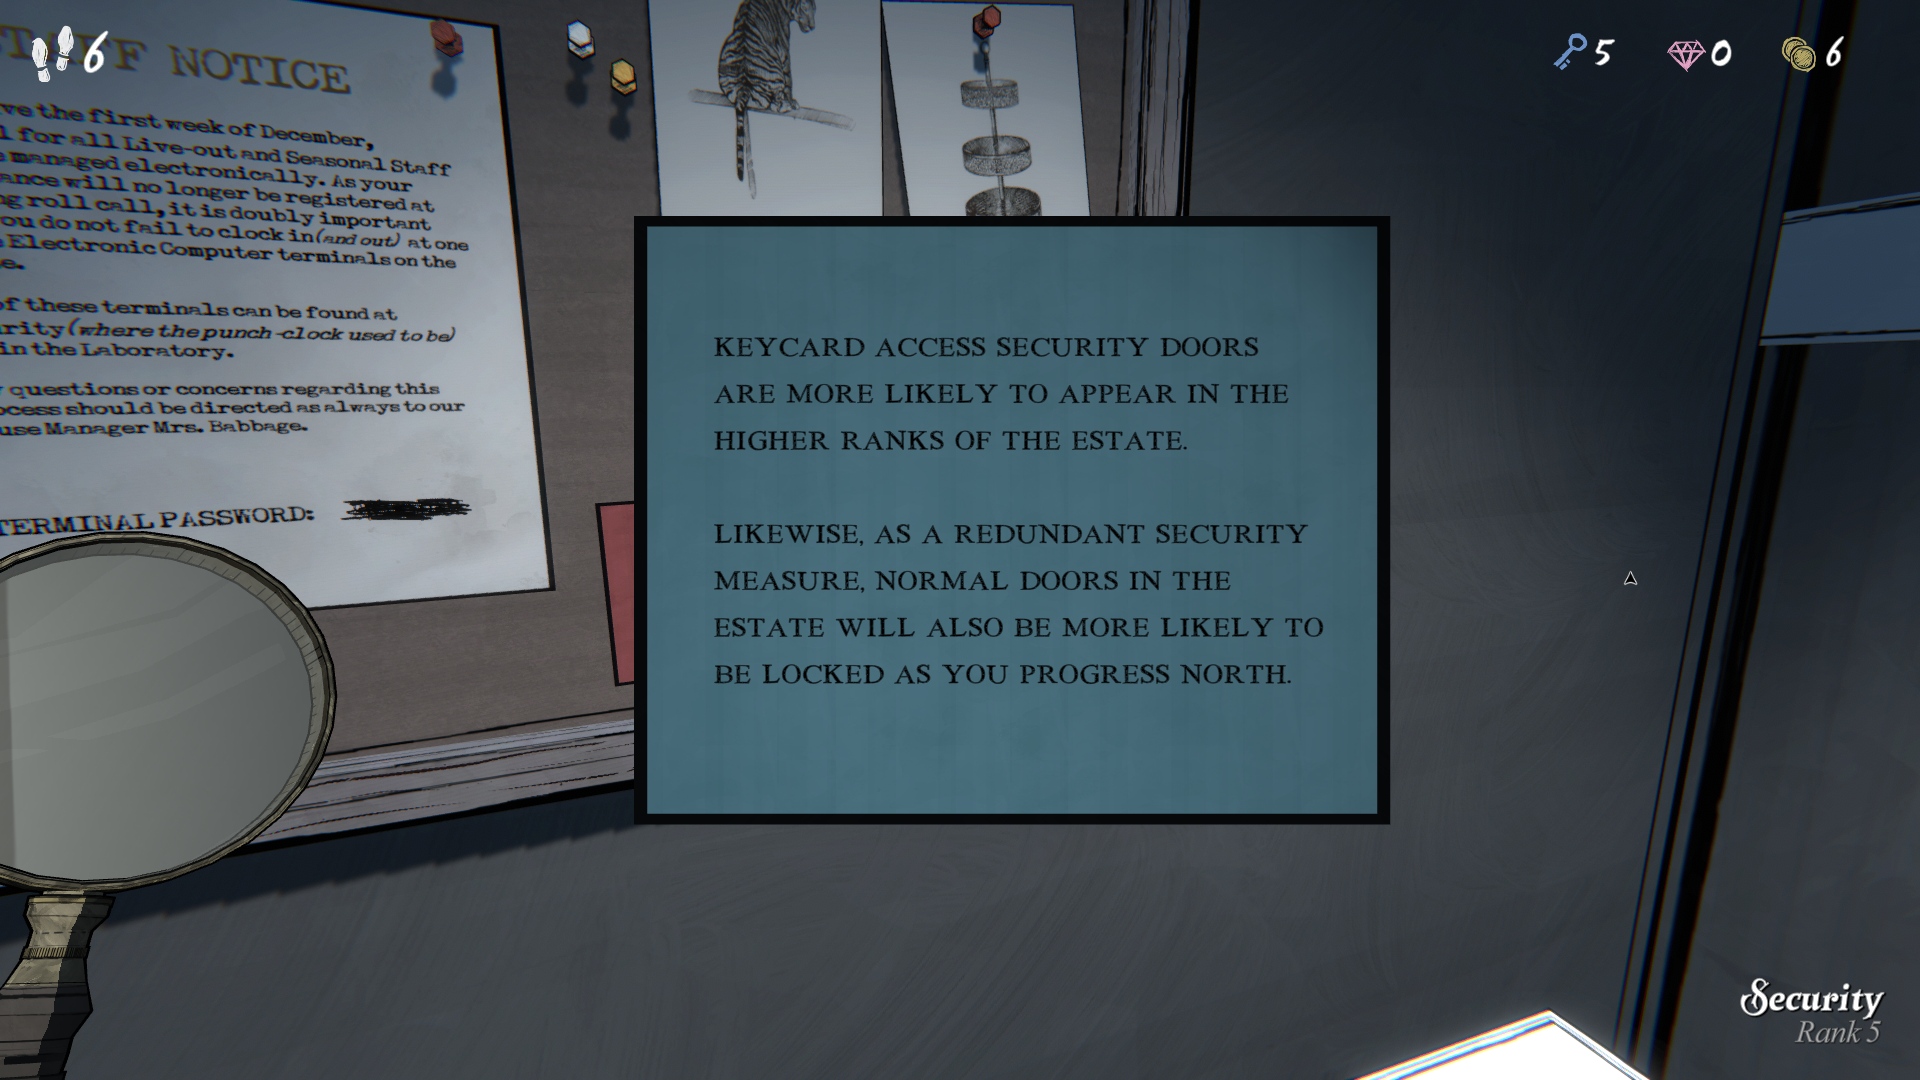 6
5
0
6
STAFF NOTICE
ve the first week of December,
l for all Live-out and Seasonal Staff
e managed electronically. As your
ance will no longer be registered at
ng roll call, it is doubly important
you do not fail to clock in (and out) at one
Electronic Computer terminals on the
e.
of these terminals can be found at
urity (where the punch-clock used to be)
in the Laboratory.
questions or concerns regarding this
ocess should be directed as always to our
use Manager Mrs. Babbage.
TERMINAL PASSWORD:
KEYCARD ACCESS SECURITY DOORS
ARE MORE LIKELY TO APPEAR IN THE
HIGHER RANKS OF THE ESTATE.
LIKEWISE, AS A REDUNDANT SECURITY
MEASURE, NORMAL DOORS IN THE
ESTATE WILL ALSO BE MORE LIKELY TO
BE LOCKED AS YOU PROGRESS NORTH.
Security
Rank 5